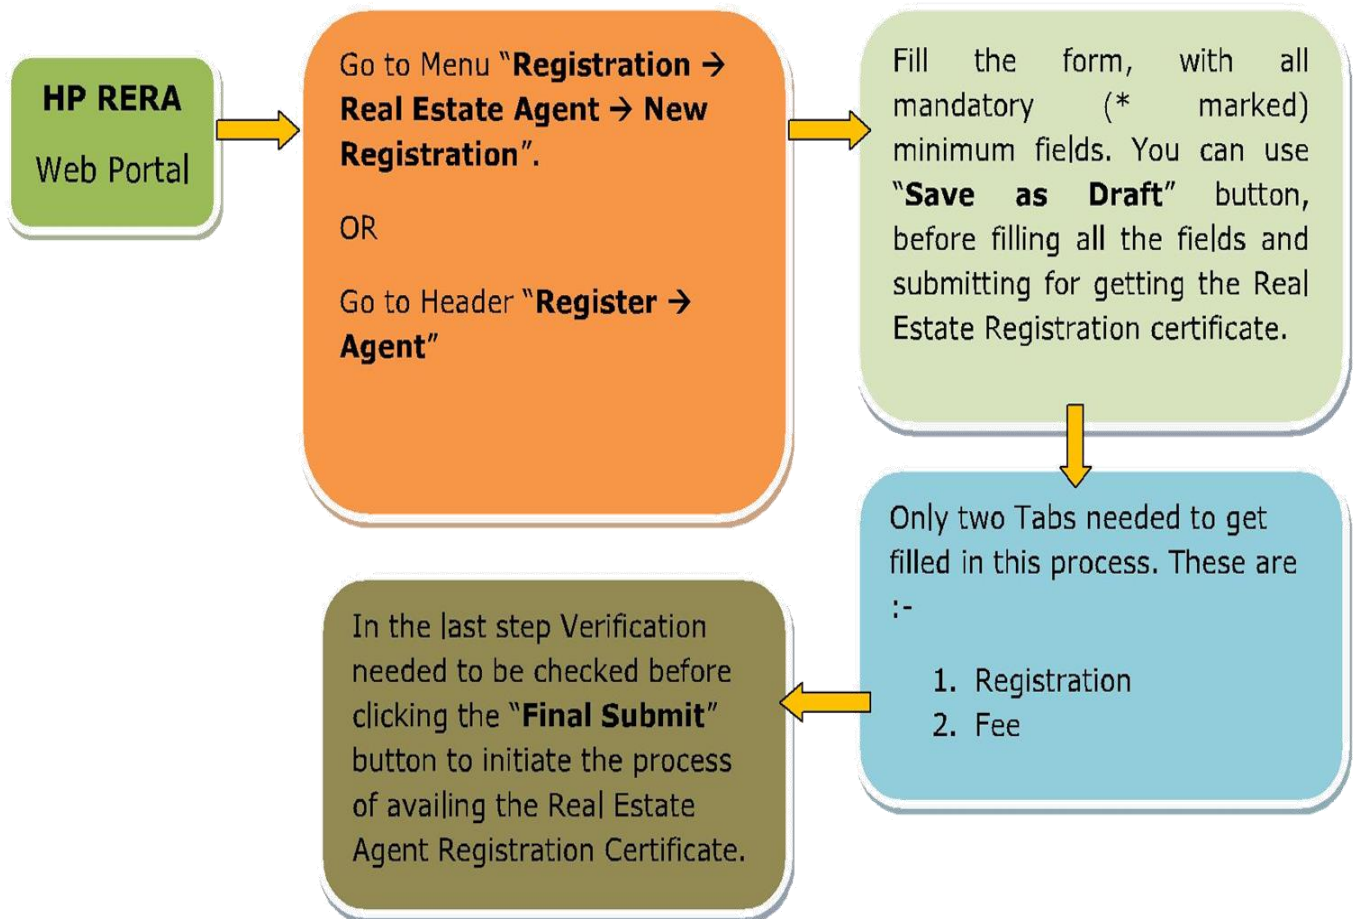 HP RERA
Web Portal
Go to Menu “Registration →
Real Estate Agent → New
Registration”.
OR
Go to Header “Register →
Agent”
Fill the form, with all
mandatory (* marked)
minimum fields. You can use
“Save as Draft” button,
before filling all the fields and
submitting for getting the Real
Estate Registration certificate.
Only two Tabs needed to get
filled in this process. These are
:-
1. Registration
2. Fee
In the last step Verification
needed to be checked before
clicking the “Final Submit”
button to initiate the process
of availing the Real Estate
Agent Registration Certificate.